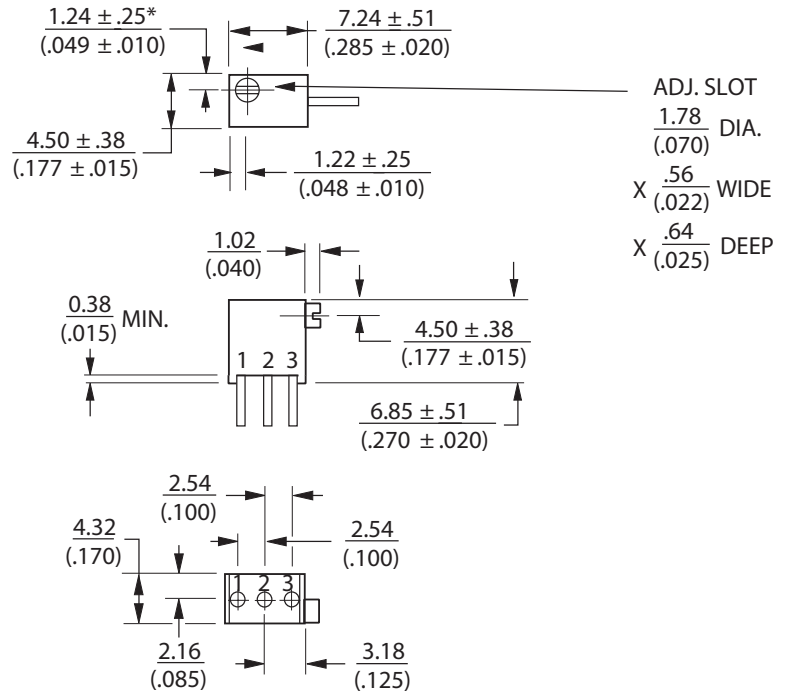 1.24 ± .25*
(.049 ± .010)
7.24 ± .51
(.285 ± .020)
ADJ. SLOT
1.78
(.070) DIA.
X .56
(.022) WIDE
X .64
(.025) DEEP
4.50 ± .38
(.177 ± .015)
1.22 ± .25
(.048 ± .010)
1.02
(.040)
0.38
(.015) MIN.
4.50 ± .38
(.177 ± .015)
1 2 3
6.85 ± .51
(.270 ± .020)
2.54
(.100)
4.32
(.170)
2.54
(.100)
1 2 3
2.16
(.085)
3.18
(.125)